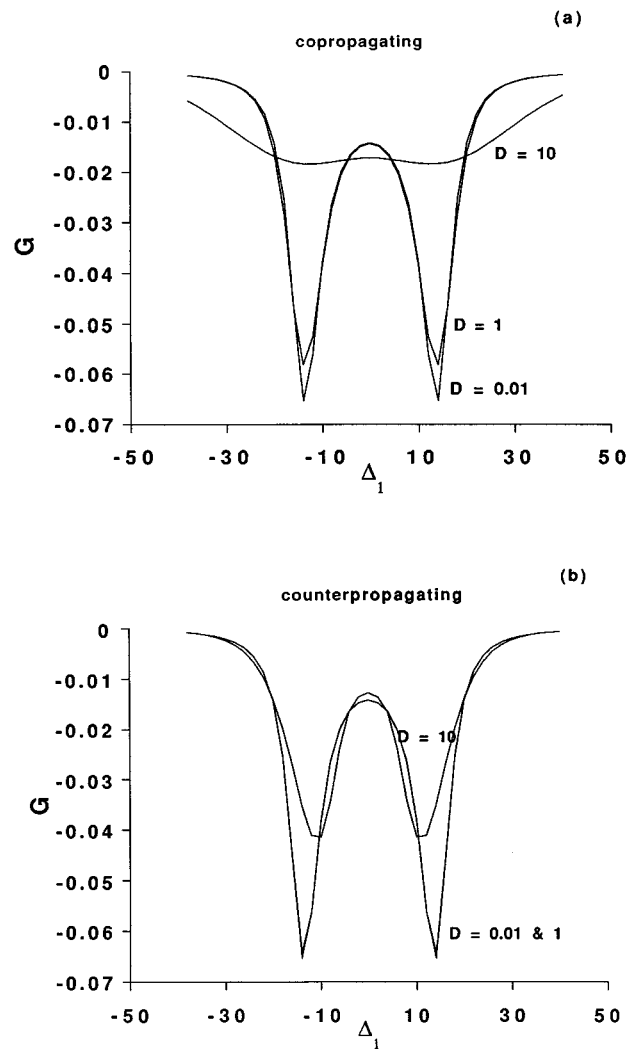 (a)
copropagating
0
-0.01
-0.02
-0.03
-0.04
-0.05
-0.06
-0.07
G
D = 10
D = 1
D = 0.01
-50 -30 -10 10 30 50
Δ1
(b)
counterpropagating
0
-0.01
-0.02
-0.03
-0.04
-0.05
-0.06
-0.07
G
D = 10
D = 0.01 & 1
-50 -30 -10 10 30 50
Δ1